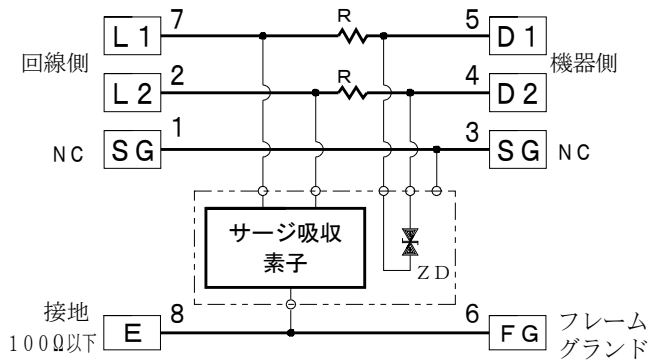 7 R 5
L1 D1
回線側 機器側
2 R 4
L2 D2
1 3
NC SG SG NC
サージ吸収
素子
ZD
接地 8 6 フレーム
100Ω以下 E FG グランド